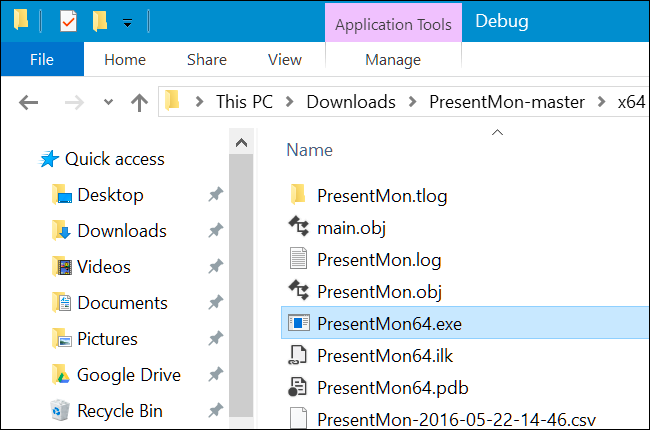 Application Tools
Debug
File
Home
Share
View
Manage
This PC
Downloads
PresentMon-master
x64
Quick access
Desktop
Downloads
Videos
Documents
Pictures
Google Drive
Recycle Bin
Name
PresentMon.tlog
main.obj
PresentMon.log
PresentMon.obj
PresentMon64.exe
PresentMon64.ilk
PresentMon64.pdb
PresentMon-2016-05-22-14-46.csv